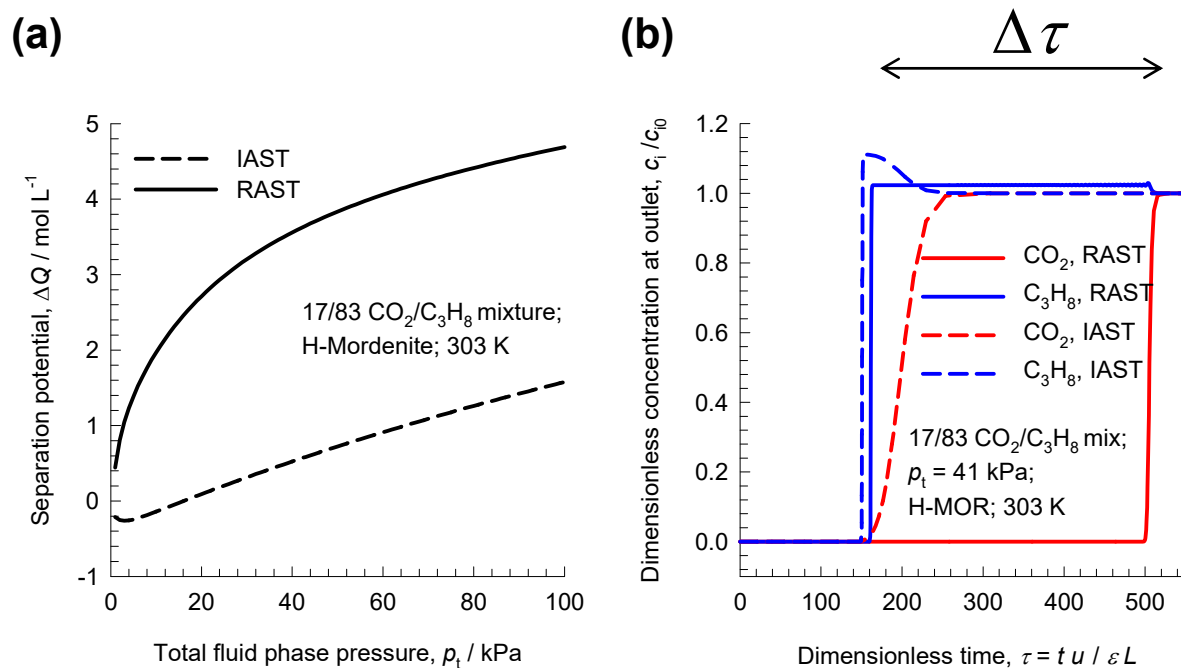 (a)
Separation potential, ΔQ / mol L⁻¹
5
4
3
2
1
0
-1
IAST
RAST
17/83 CO₂/C₃H₈ mixture;
H-Mordenite; 303 K
0 20 40 60 80 100
Total fluid phase pressure, pₜ / kPa
(b)
Δτ
Dimensionless concentration at outlet, cᵢ /cᵢ₀
1.2
1.0
0.8
0.6
0.4
0.2
0.0
CO₂, RAST
C₃H₈, RAST
CO₂, IAST
C₃H₈, IAST
17/83 CO₂/C₃H₈ mix;
pₜ = 41 kPa;
H-MOR; 303 K
0 100 200 300 400 500
Dimensionless time, τ = t u / ε L